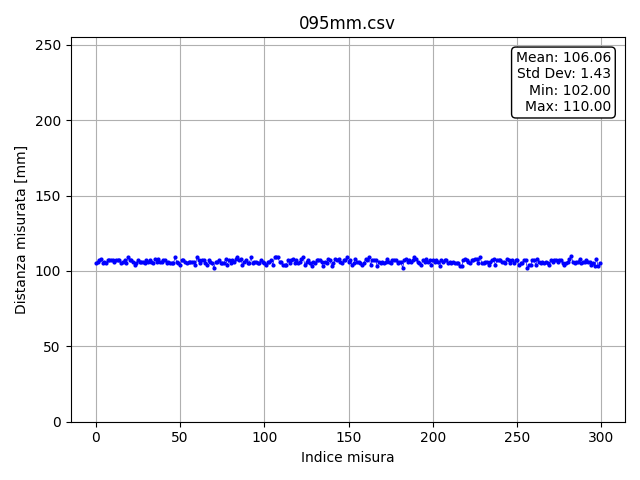 095mm.csv
Mean: 106.06
Std Dev: 1.43
Min: 102.00
Max: 110.00
250
200
150
100
50
0
Distanza misurata [mm]
0 50 100 150 200 250 300
Indice misura